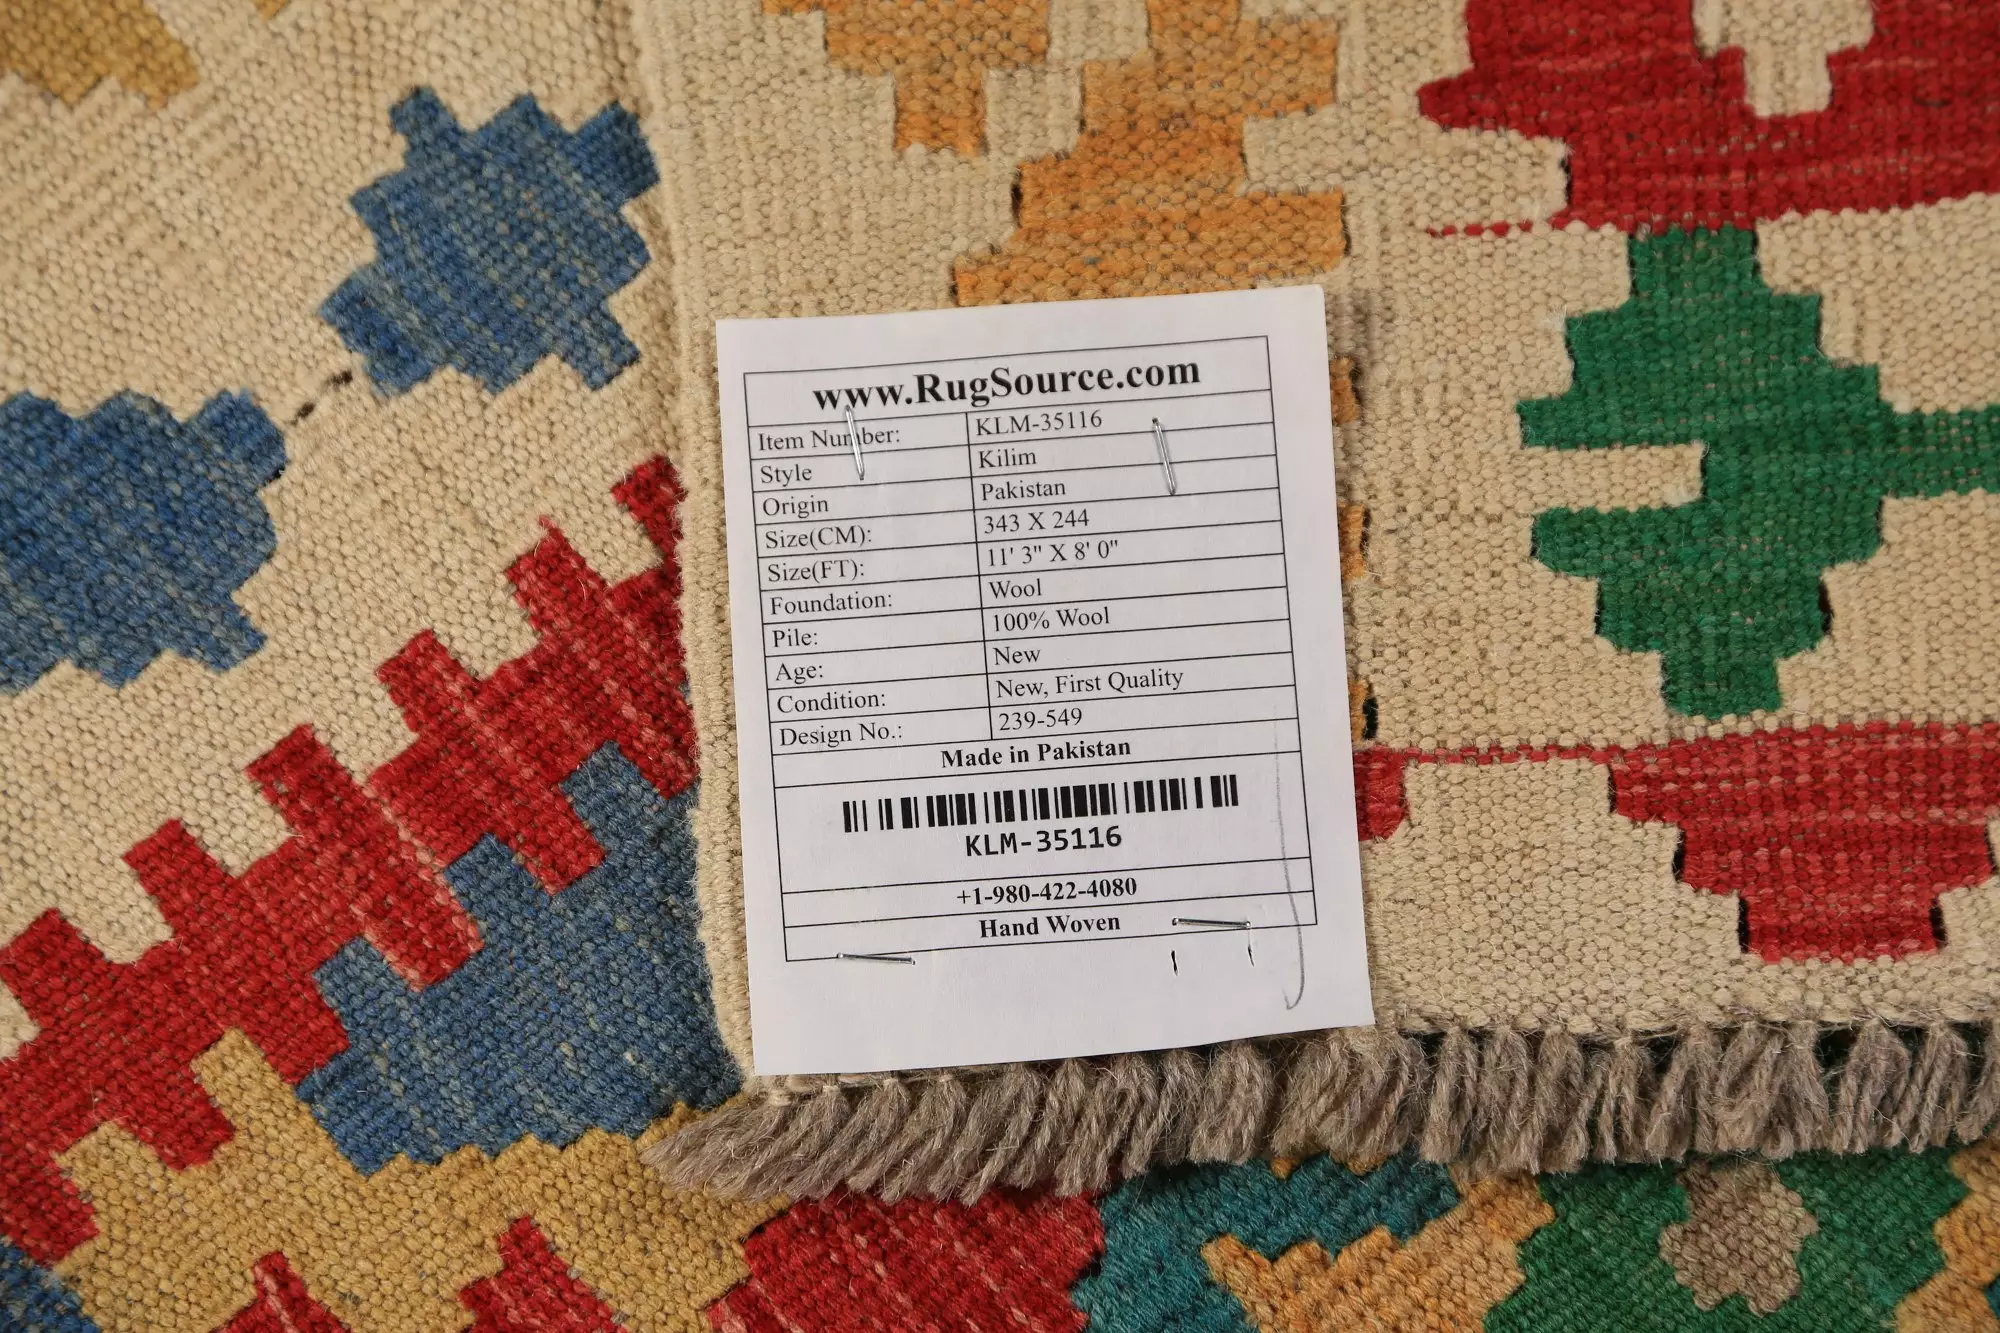 www.RugSource.com
Item Number: KLM-35116
Style Kilim
Origin Pakistan
Size(CM): 343 X 244
Size(FT): 11' 3" X 8' 0"
Foundation: Wool
Pile: 100% Wool
Age: New
Condition: New, First Quality
Design No.: 239-549
Made in Pakistan
KLM-35116
+1-980-422-4080
Hand Woven